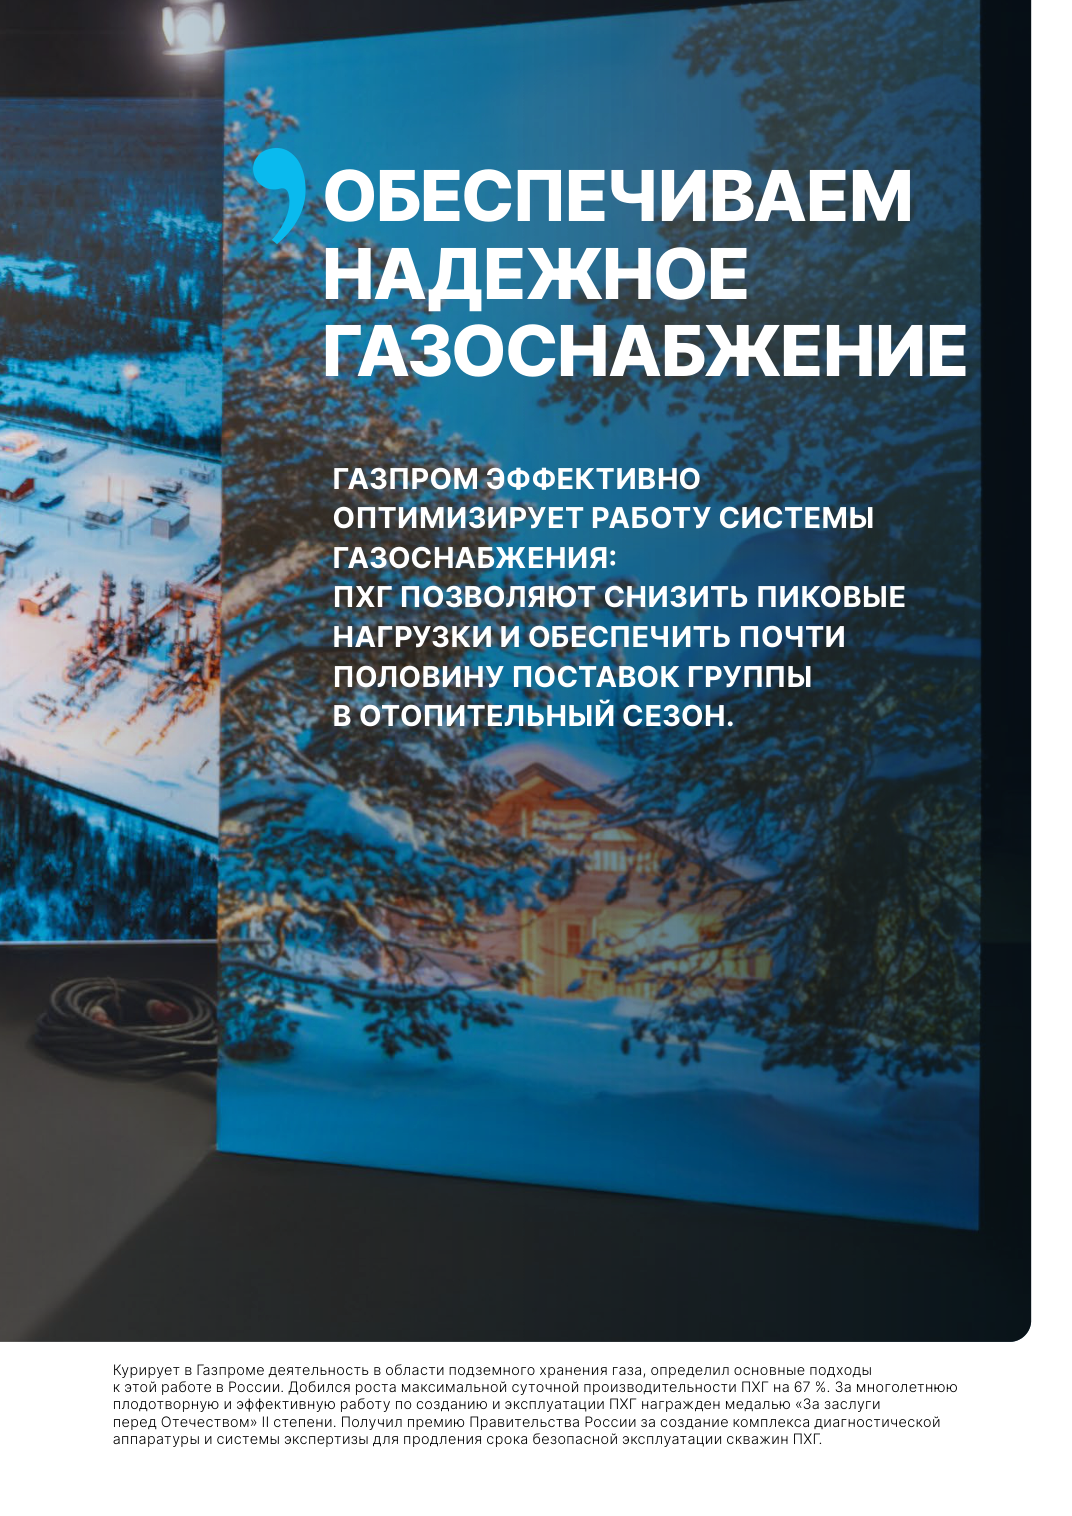 ОБЕСПЕЧИВАЕМ
НАДЕЖНОЕ
ГАЗОСНАБЖЕНИЕ
ГАЗПРОМ ЭФФЕКТИВНО
ОПТИМИЗИРУЕТ РАБОТУ СИСТЕМЫ
ГАЗОСНАБЖЕНИЯ:
ПХГ ПОЗВОЛЯЮТ СНИЗИТЬ ПИКОВЫЕ
НАГРУЗКИ И ОБЕСПЕЧИТЬ ПОЧТИ
ПОЛОВИНУ ПОСТАВОК ГРУППЫ
В ОТОПИТЕЛЬНЫЙ СЕЗОН.
Курирует в Газпроме деятельность в области подземного хранения газа, определил основные подходы
к этой работе в России. Добился роста максимальной суточной производительности ПХГ на 67 %. За многолетнюю
плодотворную и эффективную работу по созданию и эксплуатации ПХГ награжден медалью «За заслуги
перед Отечеством» II степени. Получил премию Правительства России за создание комплекса диагностической
аппаратуры и системы экспертизы для продления срока безопасной эксплуатации скважин ПХГ.